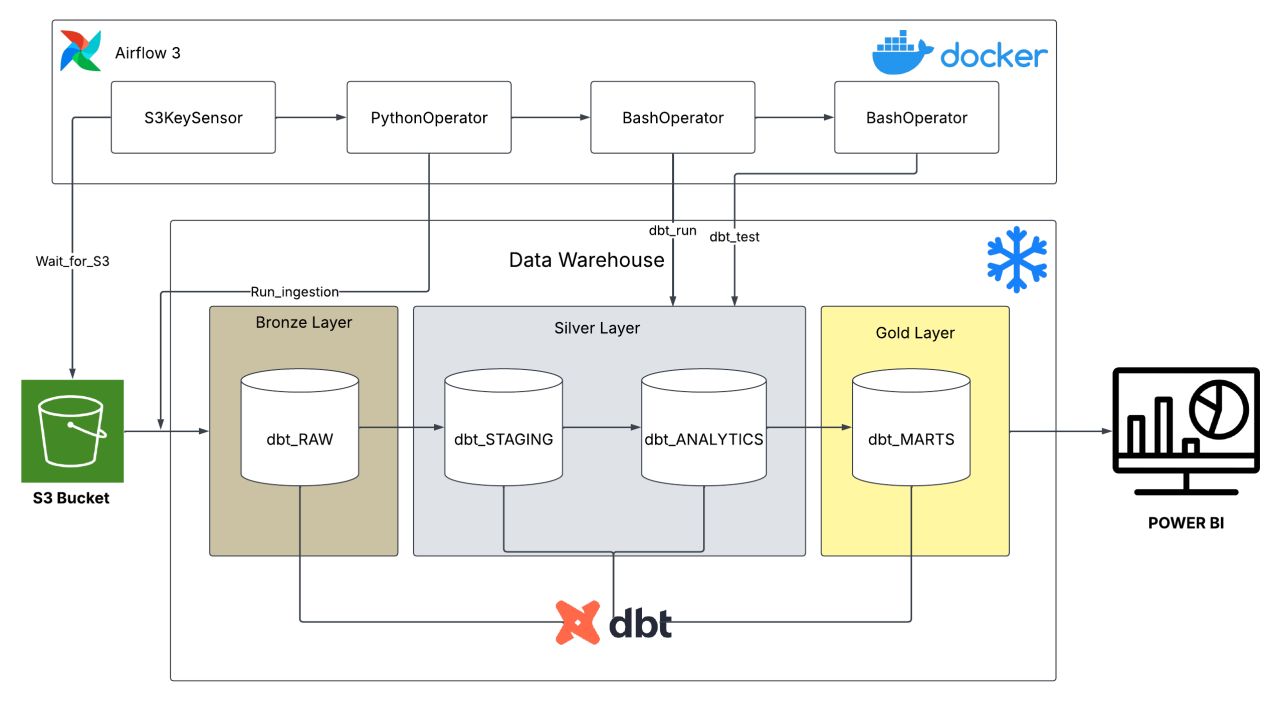 Airflow 3
docker
S3KeySensor
PythonOperator
BashOperator
BashOperator
dbt_run
dbt_test
Wait_for_S3
Data Warehouse
Run_ingestion
Bronze Layer
Silver Layer
Gold Layer
dbt_RAW
dbt_STAGING
dbt_ANALYTICS
dbt_MARTS
S3 Bucket
POWER BI
dbt